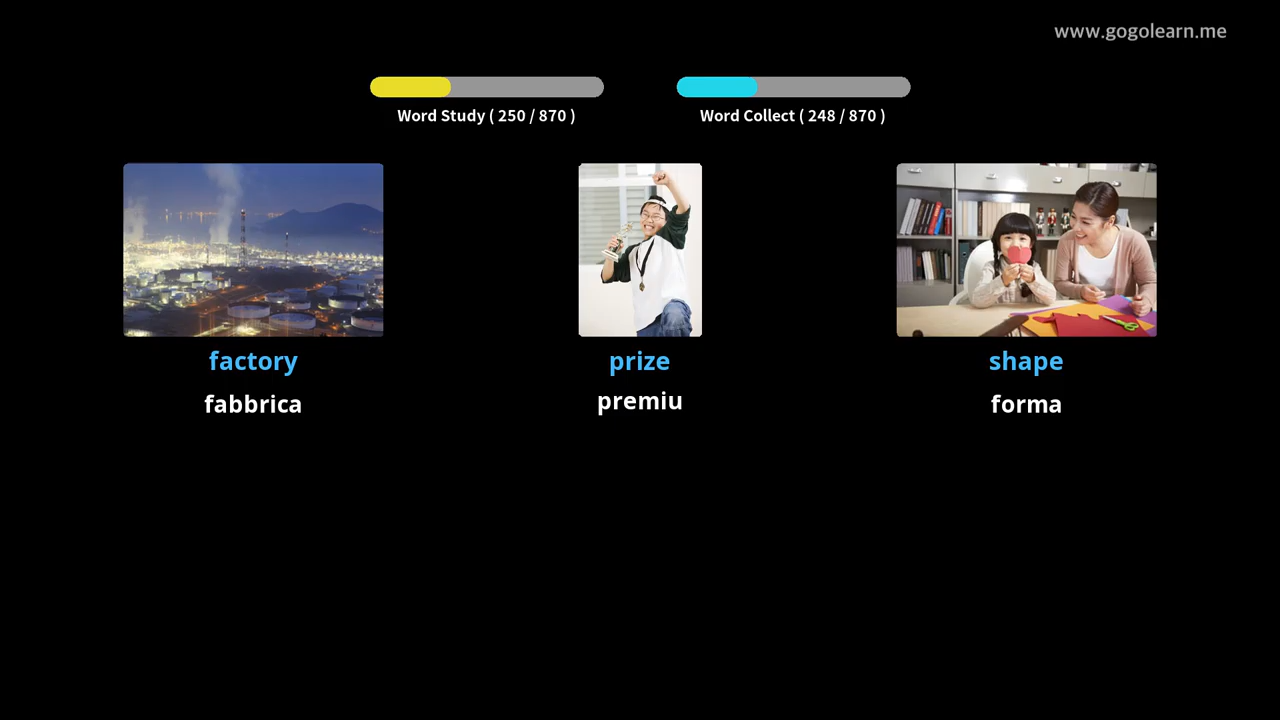 www.gogolearn.me
Word Study ( 250 / 870 )
Word Collect ( 248 / 870 )
factory
prize
shape
fabbrica
premiu
forma